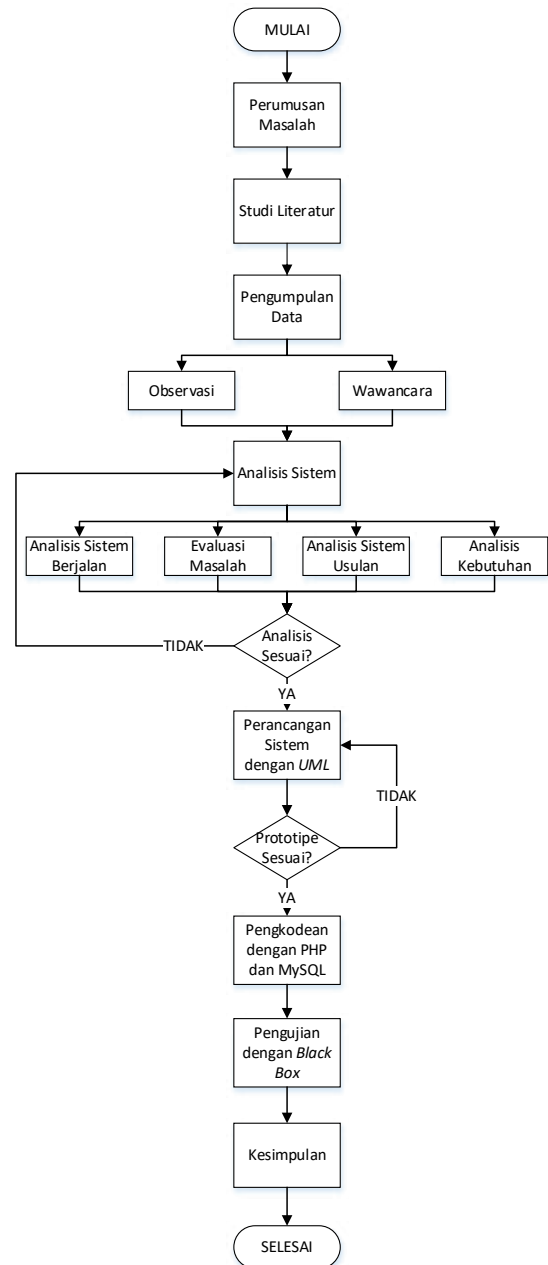 MULAI
Perumusan
Masalah
Studi Literatur
Pengumpulan
Data
Observasi
Wawancara
Analisis Sistem
Analisis Sistem
Berjalan
Evaluasi
Masalah
Analisis Sistem
Usulan
Analisis
Kebutuhan
Analisis
Sesuai?
TIDAK
YA
Perancangan
Sistem
dengan UML
TIDAK
Prototipe
Sesuai?
YA
Pengkodean
dengan PHP
dan MySQL
Pengujian
dengan Black
Box
Kesimpulan
SELESAI